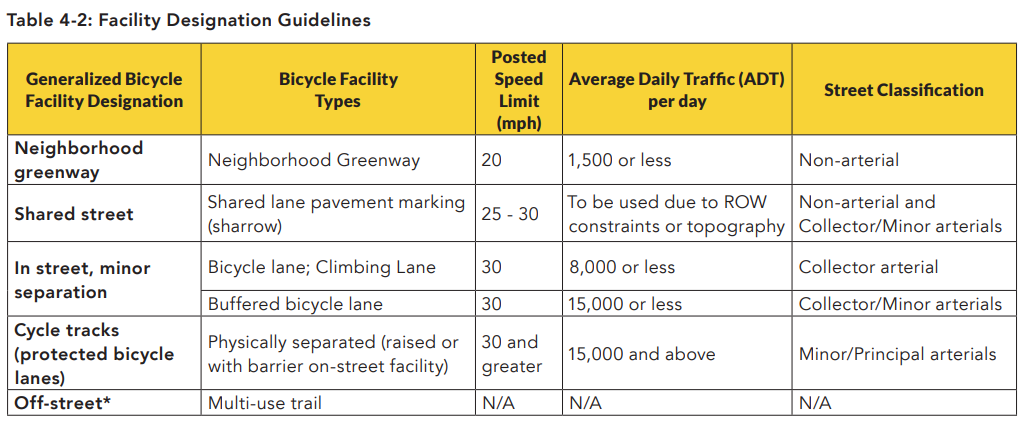 Table 4-2: Facility Designation Guidelines
Generalized Bicycle
Facility Designation
Bicycle Facility
Types
Posted
Speed
Limit
(mph)
Average Daily Traffic (ADT)
per day
Street Classification
Neighborhood
greenway
Neighborhood Greenway
20
1,500 or less
Non-arterial
Shared street
Shared lane pavement marking
(sharrow)
25 - 30
To be used due to ROW
constraints or topography
Non-arterial and
Collector/Minor arterials
In street, minor
separation
Bicycle lane; Climbing Lane
30
8,000 or less
Collector arterial
Buffered bicycle lane
30
15,000 or less
Collector/Minor arterials
Cycle tracks
(protected bicycle
lanes)
Physically separated (raised or
with barrier on-street facility)
30 and
greater
15,000 and above
Minor/Principal arterials
Off-street*
Multi-use trail
N/A
N/A
N/A